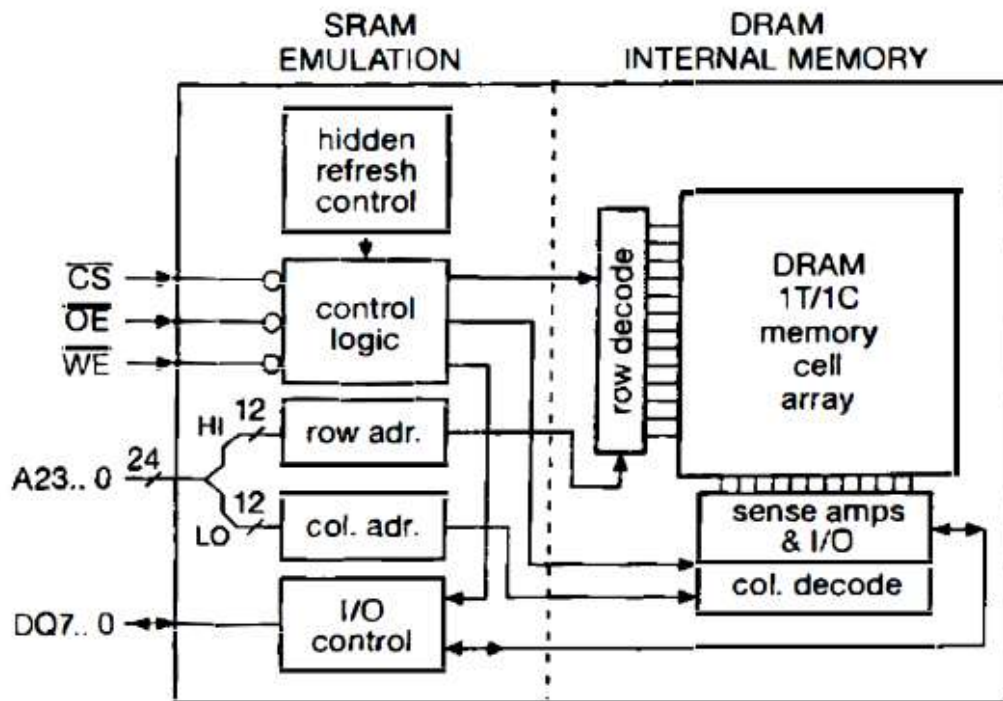 SRAM
EMULATION
DRAM
INTERNAL MEMORY
hidden
refresh
control
CS
OE
WE
control
logic
row decode
DRAM
1T/1C
memory
cell
array
HI
12
row adr.
A23.. 0
24
LO
12
col. adr.
sense amps
& I/O
col. decode
DQ7.. 0
I/O
control